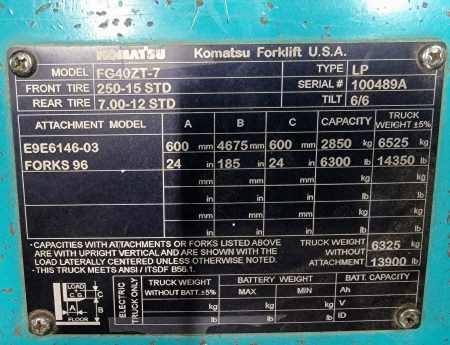 KOMATSU Komatsu Forklift U.S.A.
MODEL FG40ZT-7 TYPE LP
FRONT TIRE 250-15 STD SERIAL# 100489A
REAR TIRE 7.00-12 STD TILT 6/6
ATTACHMENT MODEL A B C CAPACITY TRUCK WEIGHT ±5%
E9E6146-03 600 mm 4675 mm 600 mm 2850 kg 6525 kg
FORKS 96 24 in 185 in 24 in 6300 lb 14350 lb
mm mm mm kg kg
in in in lb lb
mm mm mm kg kg
in in in lb lb
•CAPACITIES WITH ATTACHMENTS OR FORKS LISTED ABOVE
ARE WITH UPRIGHT VERTICAL AND ARE SHOWN WITH THE
LOAD LATERALLY CENTERED UNLESS OTHERWISE NOTED.
-THIS TRUCK MEETS ANSI / ITSDF B56.1.
TRUCK WEIGHT 6325 kg
WITHOUT
ATTACHMENT 13900 lb
LOAD
C G
A
B
C
FLOOR
ELECTRIC
TRUCK ONLY
TRUCK WEIGHT BATTERY WEIGHT BATT. CAPACITY
WITHOUT BATT.±5% MAX MIN Ah
kg kg kg V
lb lb lb ID